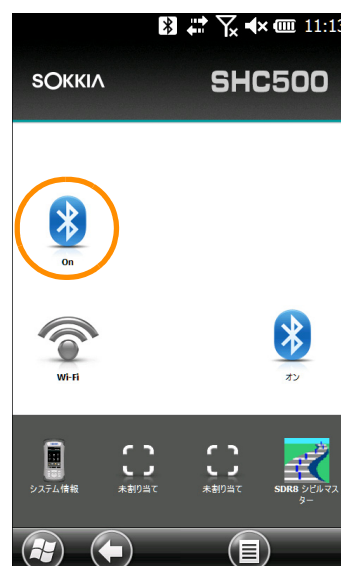 11:13
SOKKIA
SHC500
On
Wi-Fi
オン
システム情報
未割り当て
未割り当て
SDR8 シビルマス
ター